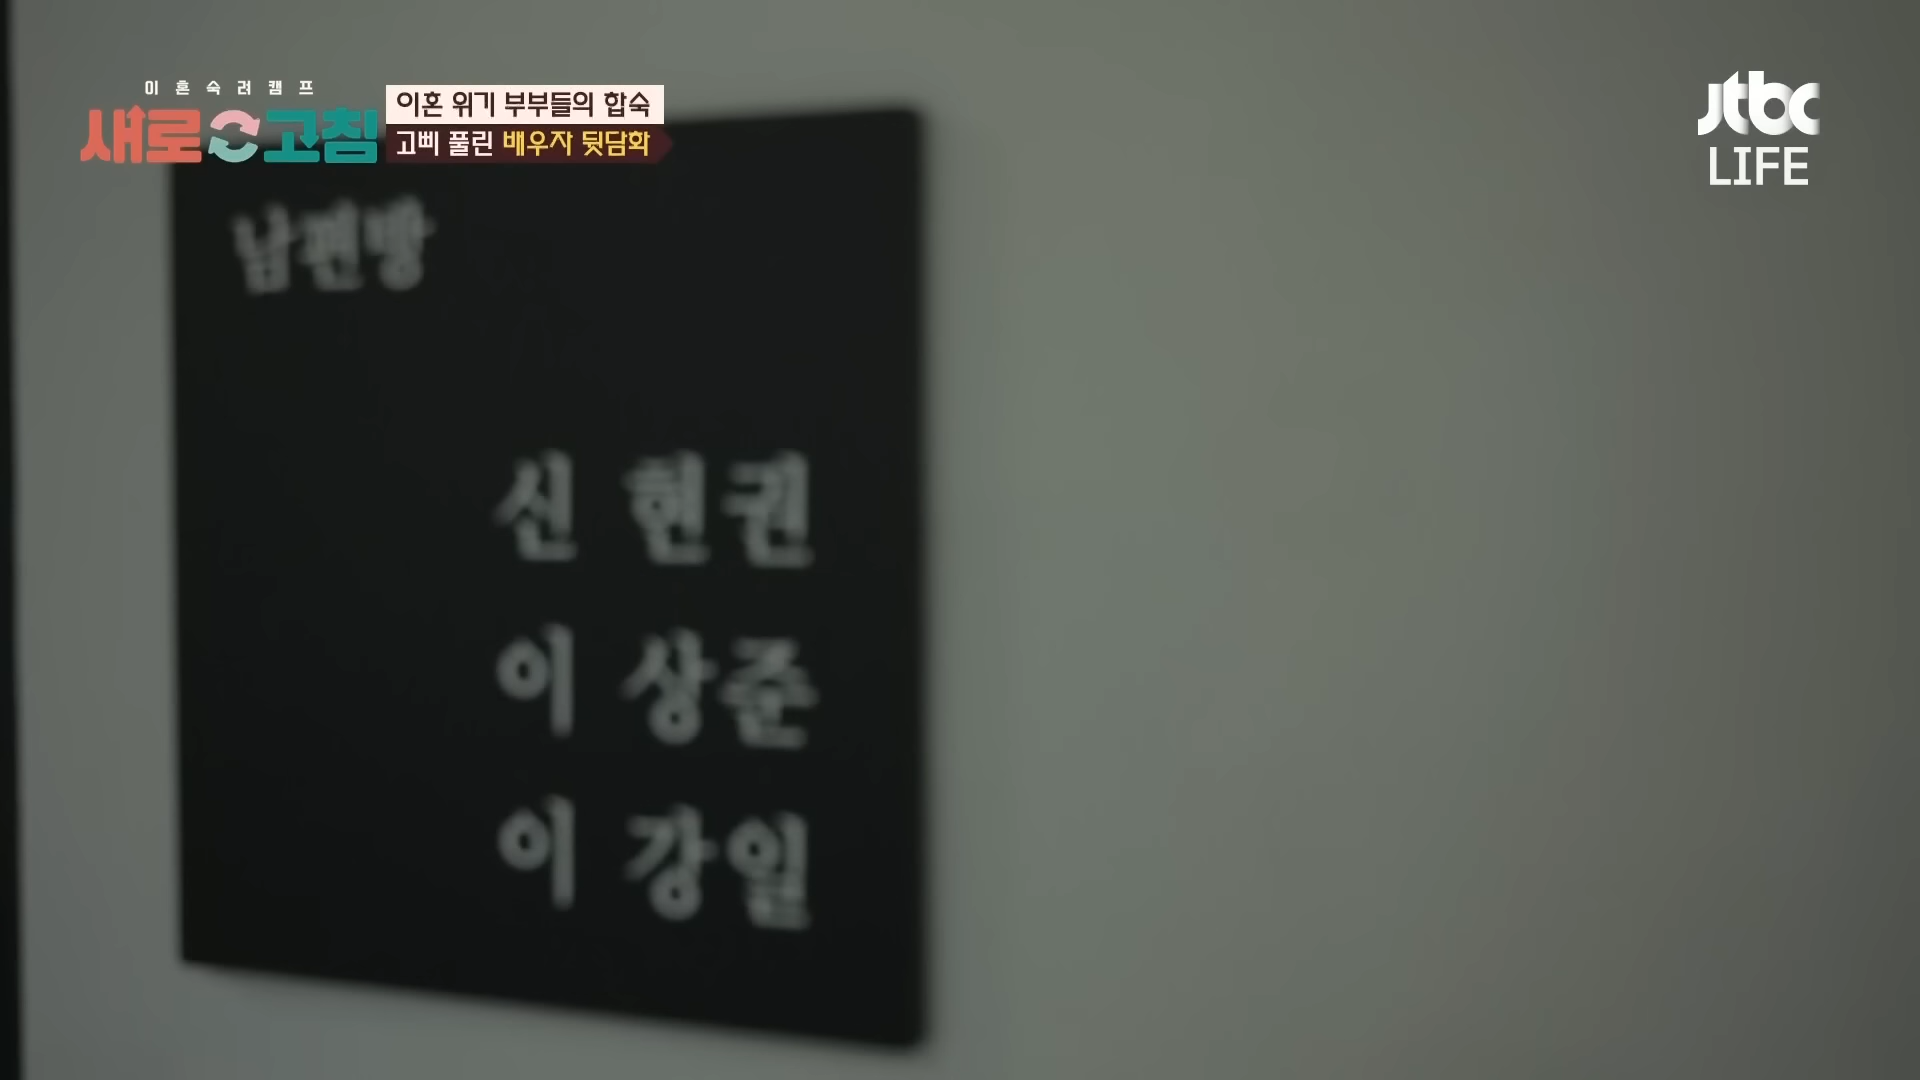 이혼숙려캠프
새로고침
이혼 위기 부부들의 합숙
고삐 풀린 배우자 뒷담화
jtbc
LIFE
남편방
신 현권
이 상준
이 강일